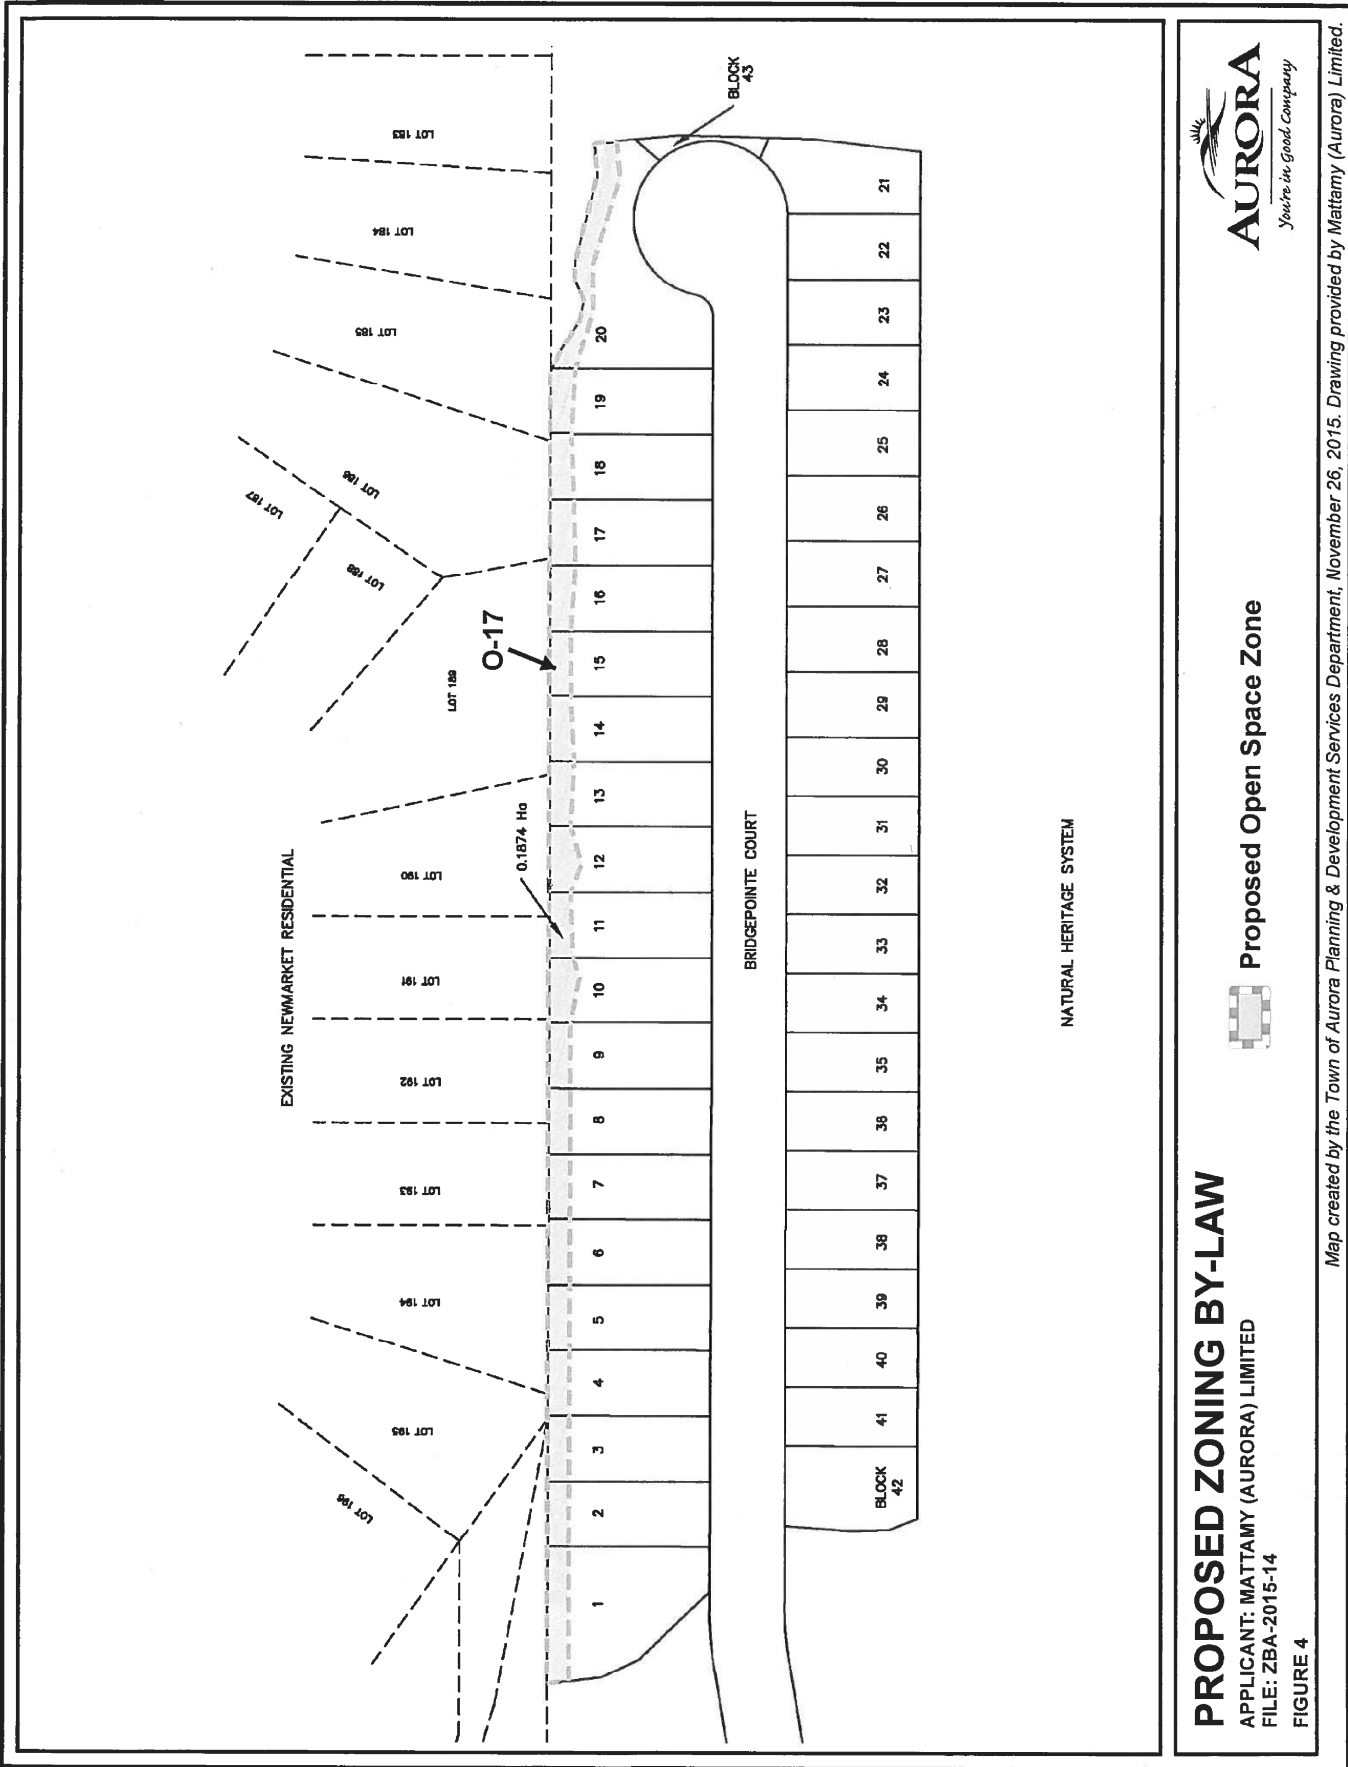 EXISTING NEWMARKET RESIDENTIAL
LOT 196
LOT 195
LOT 194
LOT 193
LOT 192
LOT 191
LOT 190
LOT 189
LOT 188
LOT 187
LOT 186
LOT 185
LOT 184
LOT 183
0.1874 Ha
O-17
BLOCK
43
1
2
3
4
5
6
7
8
9
10
11
12
13
14
15
16
17
18
19
20
BRIDGEPOINTE COURT
BLOCK
42
41
40
39
38
37
36
35
34
33
32
31
30
29
28
27
26
25
24
23
22
21
NATURAL HERITAGE SYSTEM
PROPOSED ZONING BY-LAW
APPLICANT: MATTAMY (AURORA) LIMITED
FILE: ZBA-2015-14
FIGURE 4
Proposed Open Space Zone
AURORA
You're in Good Company
Map created by the Town of Aurora Planning & Development Services Department, November 26, 2015. Drawing provided by Mattamy (Aurora) Limited.